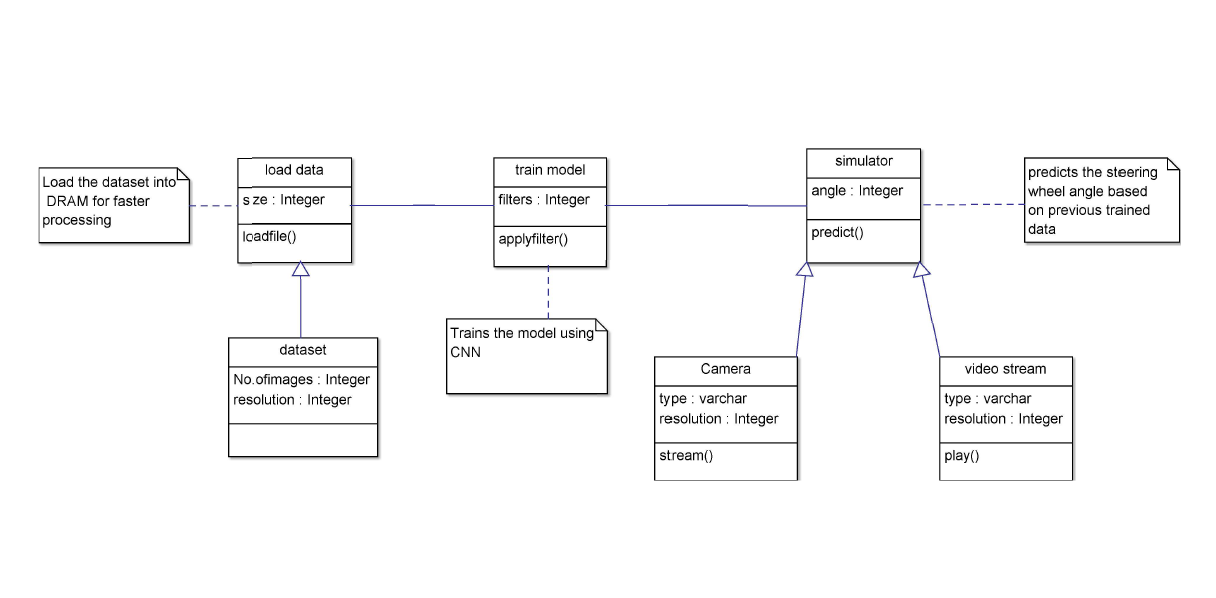 Load the dataset into
DRAM for faster
processing
load data
size : Integer
loadfile()
train model
filters : Integer
applyfilter()
simulator
angle : Integer
predict()
predicts the steering
wheel angle based
on previous trained
data
dataset
No.ofimages : Integer
resolution : Integer
Trains the model using
CNN
Camera
type : varchar
resolution : Integer
stream()
video stream
type : varchar
resolution : Integer
play()